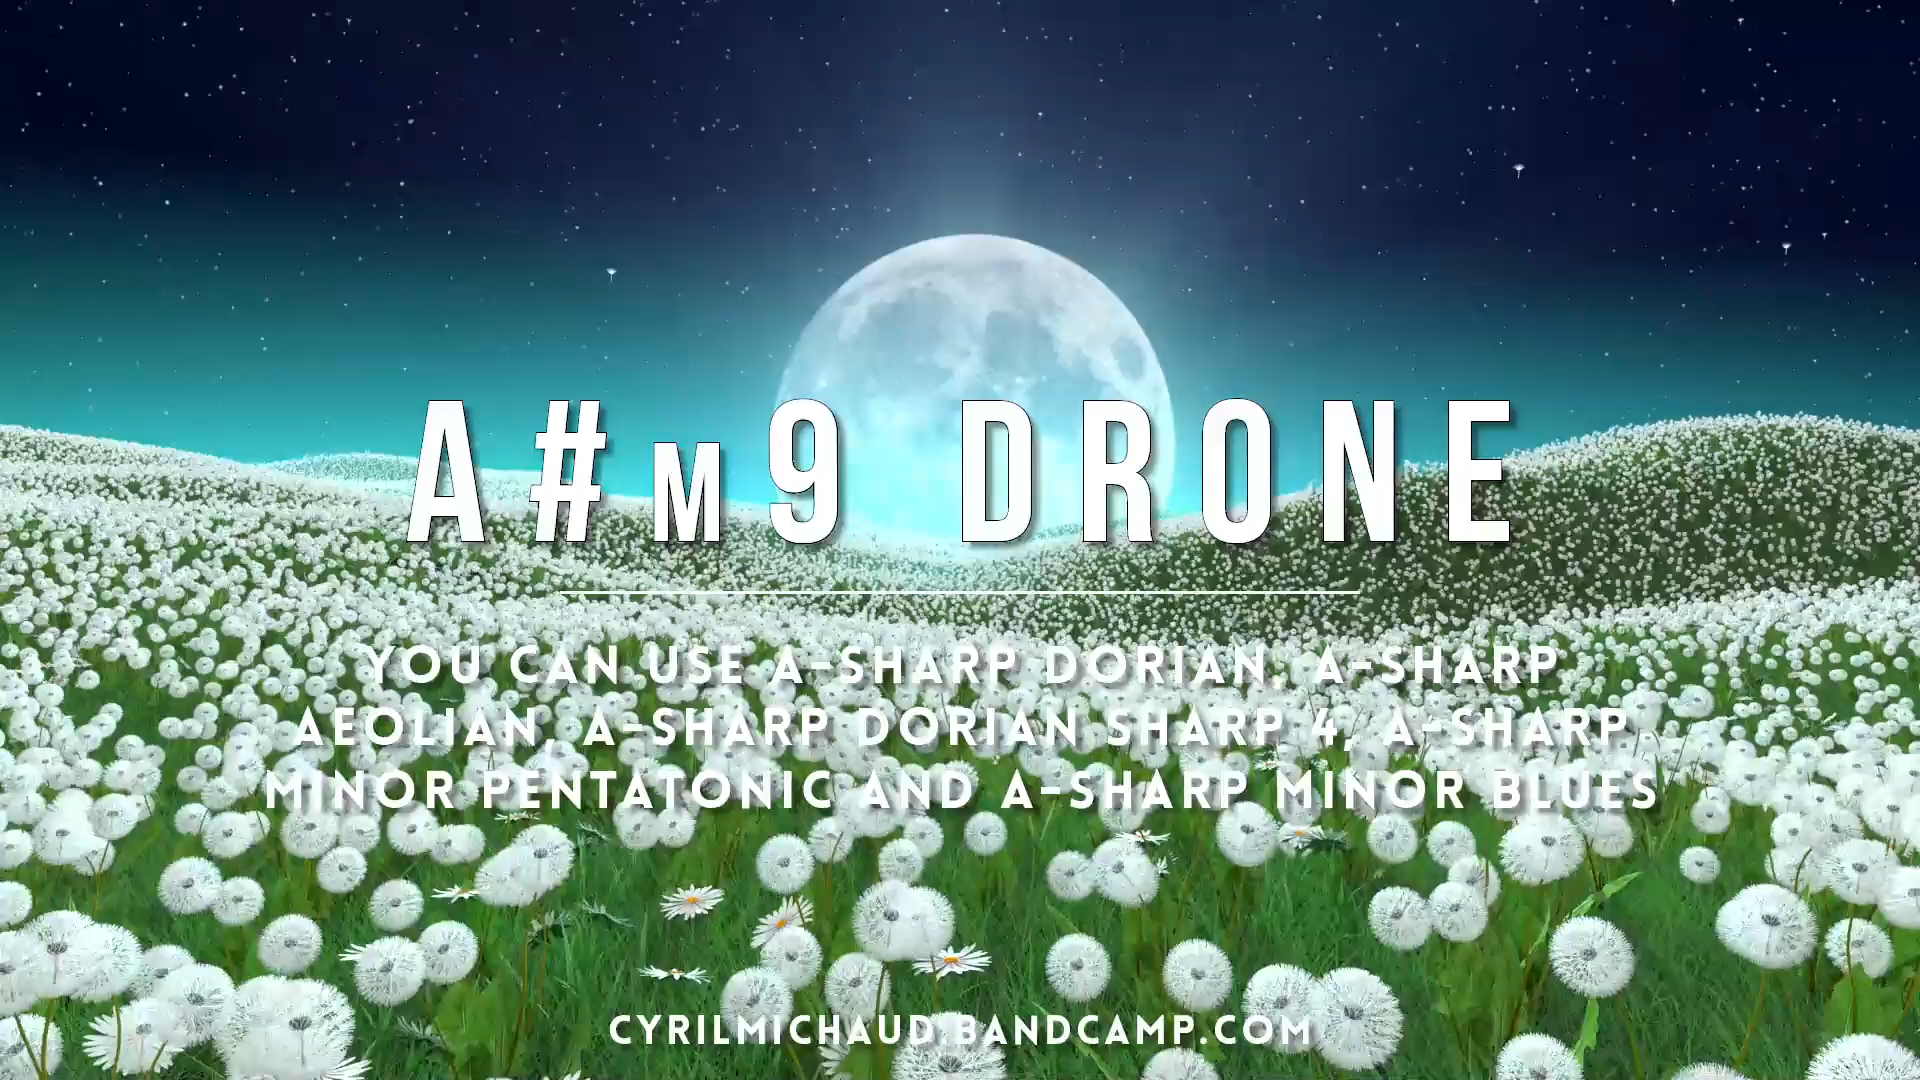 A#m9 DRONE
YOU CAN USE A-SHARP DORIAN, A-SHARP
AEOLIAN, A-SHARP DORIAN SHARP 4, A-SHARP
MINOR PENTATONIC AND A-SHARP MINOR BLUES
CYRILMICHAUD.BANDCAMP.COM